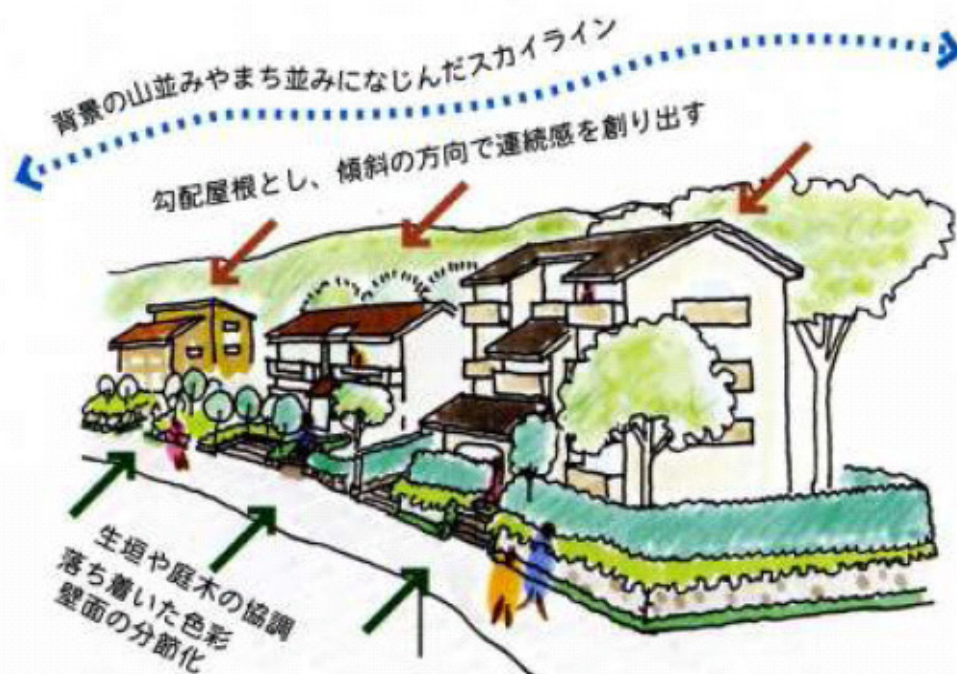 背景の山並みやまち並みになじんだスカイライン
勾配屋根とし、傾斜の方向で連続感を創り出す
生垣や庭木の協調
落ち着いた色彩
壁面の分節化